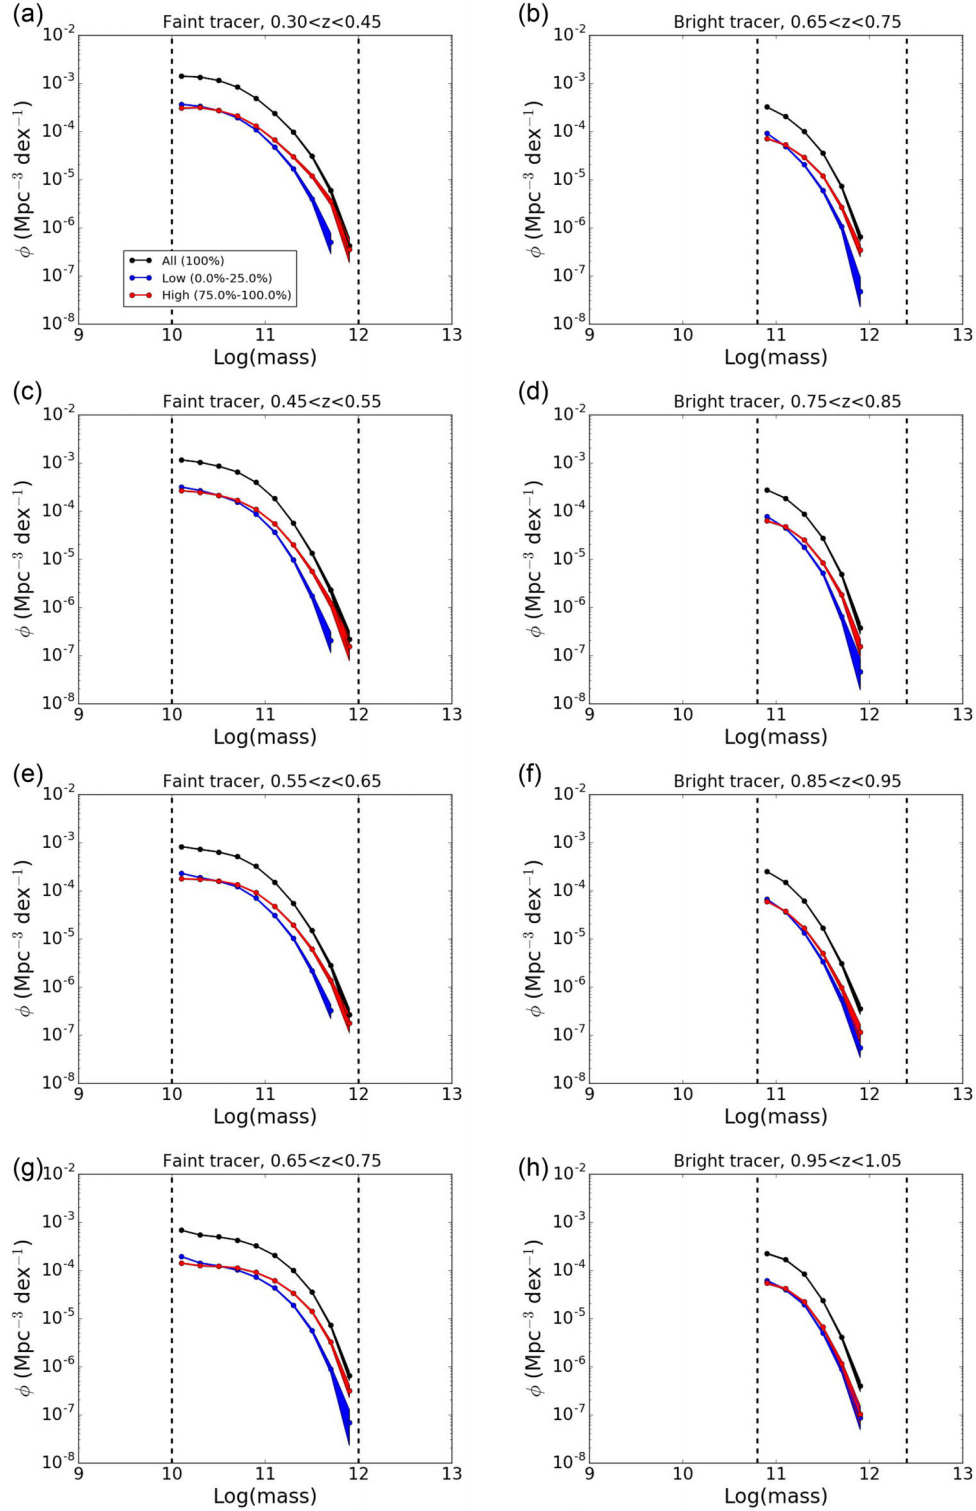 (a)
Faint tracer, 0.30<z<0.45
10⁻²
10⁻³
10⁻⁴
10⁻⁵
10⁻⁶
10⁻⁷
10⁻⁸
ϕ (Mpc⁻³ dex⁻¹)
All (100%)
Low (0.0%-25.0%)
High (75.0%-100.0%)
9 10 11 12 13
Log(mass)
(b)
Bright tracer, 0.65<z<0.75
10⁻²
10⁻³
10⁻⁴
10⁻⁵
10⁻⁶
10⁻⁷
10⁻⁸
ϕ (Mpc⁻³ dex⁻¹)
9 10 11 12 13
Log(mass)
(c)
Faint tracer, 0.45<z<0.55
10⁻²
10⁻³
10⁻⁴
10⁻⁵
10⁻⁶
10⁻⁷
10⁻⁸
ϕ (Mpc⁻³ dex⁻¹)
9 10 11 12 13
Log(mass)
(d)
Bright tracer, 0.75<z<0.85
10⁻²
10⁻³
10⁻⁴
10⁻⁵
10⁻⁶
10⁻⁷
10⁻⁸
ϕ (Mpc⁻³ dex⁻¹)
9 10 11 12 13
Log(mass)
(e)
Faint tracer, 0.55<z<0.65
10⁻²
10⁻³
10⁻⁴
10⁻⁵
10⁻⁶
10⁻⁷
10⁻⁸
ϕ (Mpc⁻³ dex⁻¹)
9 10 11 12 13
Log(mass)
(f)
Bright tracer, 0.85<z<0.95
10⁻²
10⁻³
10⁻⁴
10⁻⁵
10⁻⁶
10⁻⁷
10⁻⁸
ϕ (Mpc⁻³ dex⁻¹)
9 10 11 12 13
Log(mass)
(g)
Faint tracer, 0.65<z<0.75
10⁻²
10⁻³
10⁻⁴
10⁻⁵
10⁻⁶
10⁻⁷
10⁻⁸
ϕ (Mpc⁻³ dex⁻¹)
9 10 11 12 13
Log(mass)
(h)
Bright tracer, 0.95<z<1.05
10⁻²
10⁻³
10⁻⁴
10⁻⁵
10⁻⁶
10⁻⁷
10⁻⁸
ϕ (Mpc⁻³ dex⁻¹)
9 10 11 12 13
Log(mass)